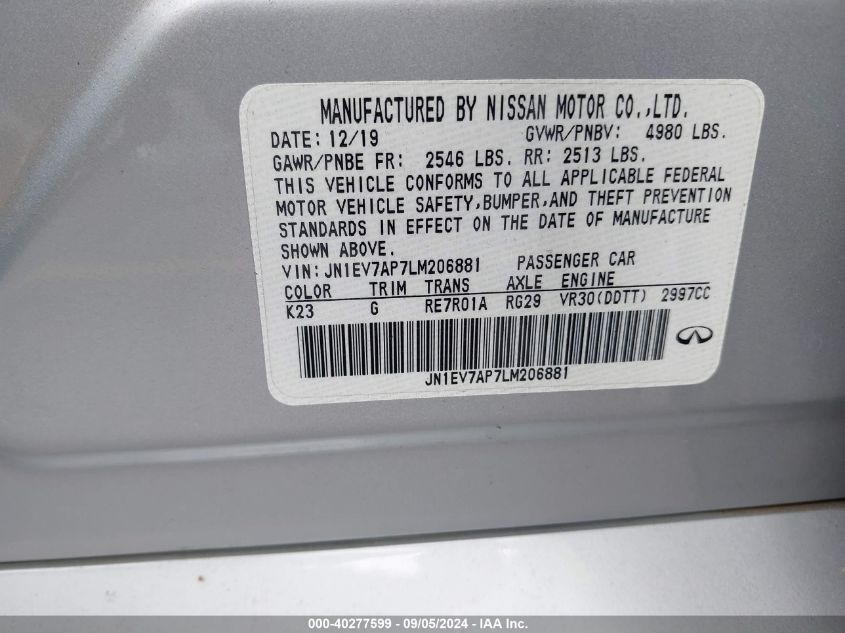 MANUFACTURED BY NISSAN MOTOR CO.,LTD.
DATE: 12/19 GVWR/PNBV: 4980 LBS.
GAWR/PNBE FR: 2546 LBS. RR: 2513 LBS.
THIS VEHICLE CONFORMS TO ALL APPLICABLE FEDERAL
MOTOR VEHICLE SAFETY,BUMPER,AND THEFT PREVENTION
STANDARDS IN EFFECT ON THE DATE OF MANUFACTURE
SHOWN ABOVE.
VIN:JN1EV7AP7LM206881 PASSENGER CAR
COLOR TRIM TRANS AXLE ENGINE
K23 G RE7R01A RG29 VR30(DDTT) 2997CC
JN1EV7AP7LM206881
000-40277599 - 09/05/2024 - IAA Inc.